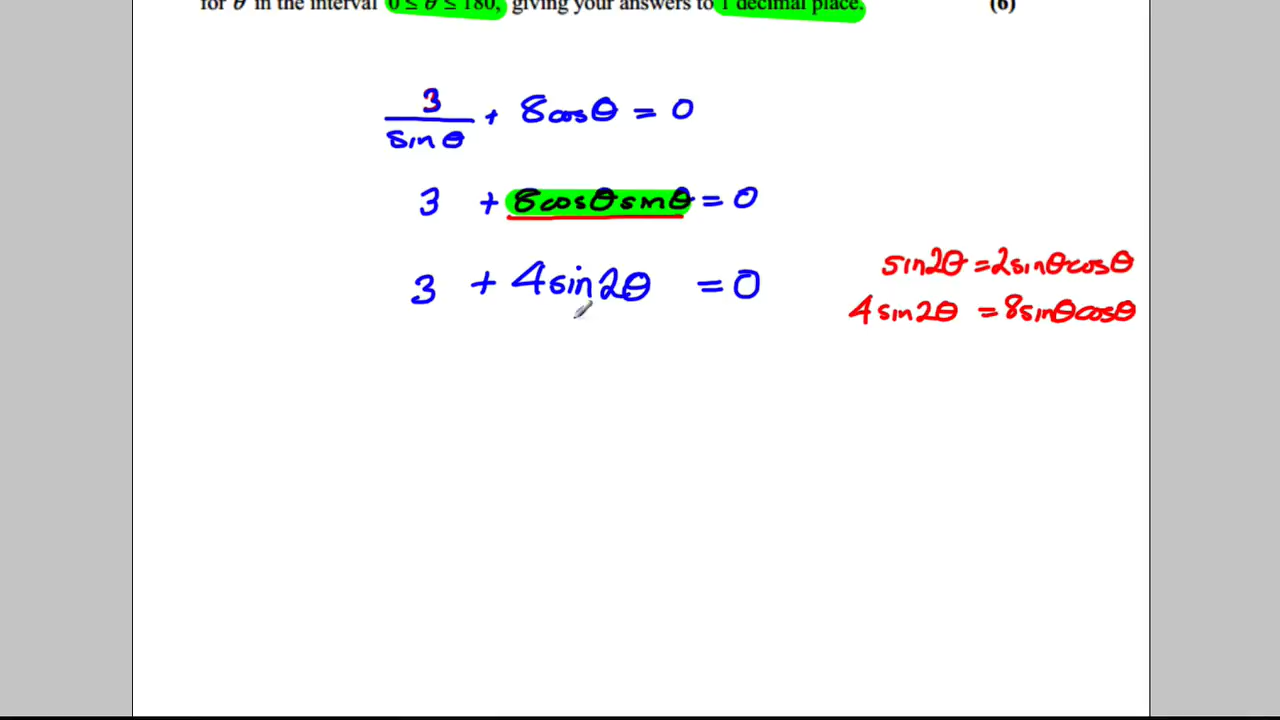 for θ in the interval 0 ≤ θ ≤ 180, giving your answers to 1 decimal place. (6)
3/sin θ + 8cosθ = 0
3 + 8cosθsinθ = 0
sin2θ = 2sinθcosθ
3 + 4sin2θ = 0
4sin2θ = 8sinθcosθ